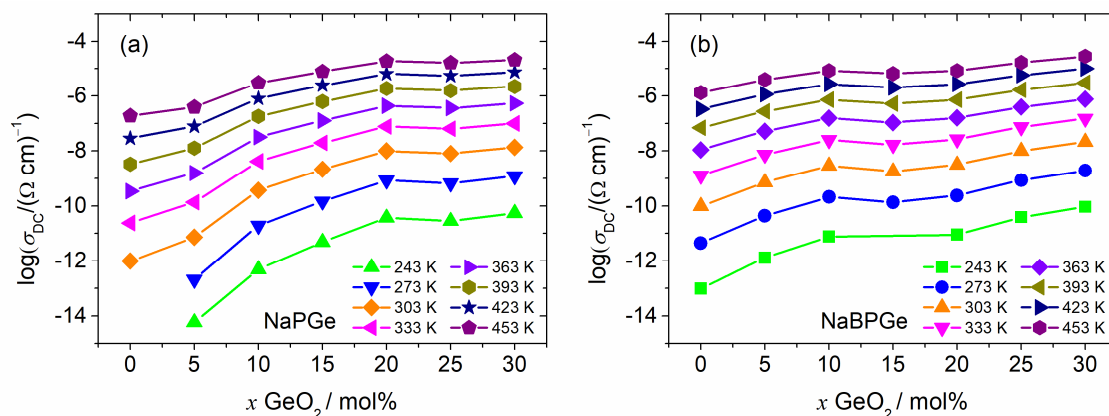 (a)
log(σDC/(Ω cm)⁻¹)
-4
-6
-8
-10
-12
-14
NaPGe
243 K
273 K
303 K
333 K
363 K
393 K
423 K
453 K
0 5 10 15 20 25 30
x GeO₂ / mol%
(b)
log(σDC/(Ω cm)⁻¹)
-4
-6
-8
-10
-12
-14
NaBPGe
243 K
273 K
303 K
333 K
363 K
393 K
423 K
453 K
0 5 10 15 20 25 30
x GeO₂ / mol%